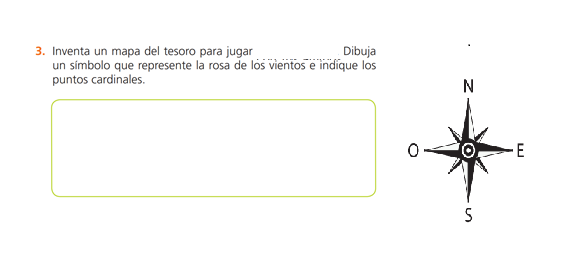 3. Inventa un mapa del tesoro para jugar Dibuja
un símbolo que represente la rosa de los vientos e indique los
puntos cardinales.
N
O E
S